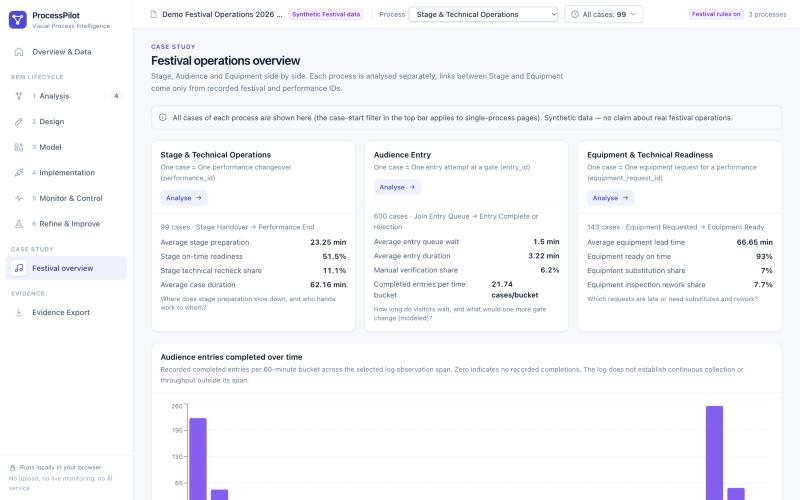 ProcessPilot
Visual Process Intelligence
Overview & Data
BPM LIFECYCLE
1 Analysis 4
2 Design
3 Model
4 Implementation
5 Monitor & Control
6 Refine & Improve
CASE STUDY
Festival overview
EVIDENCE
Evidence Export
Runs locally in your browser
No upload, no live monitoring, no AI
service
Demo Festival Operations 2026 ... Synthetic Festival data Process Stage & Technical Operations All cases: 99 Festival rules on 3 processes
CASE STUDY
Festival operations overview
Stage, Audience and Equipment side by side. Each process is analysed separately; links between Stage and Equipment
come only from recorded festival and performance IDs.
All cases of each process are shown here (the case-start filter in the top bar applies to single-process pages). Synthetic data — no claim about real festival operations.
Stage & Technical Operations
One case = One performance changeover
(performance_id)
Analyse →
99 cases · Stage Handover → Performance End
Average stage preparation 23.25 min
Stage on-time readiness 51.5%
Stage technical recheck share 11.1%
Average case duration 62.16 min
Where does stage preparation slow down, and who hands
work to whom?
Audience Entry
One case = One entry attempt at a gate (entry_id)
Analyse →
600 cases · Join Entry Queue → Entry Complete or
rejection
Average entry queue wait 1.5 min
Average entry duration 3.22 min
Manual verification share 6.2%
Completed entries per time 21.74
bucket cases/bucket
How long do visitors wait, and what would one more gate
change (modeled)?
Equipment & Technical Readiness
One case = One equipment request for a performance
(equipment_request_id)
Analyse →
143 cases · Equipment Requested → Equipment Ready
Average equipment lead time 66.65 min
Equipment ready on time 93%
Equipment substitution share 7%
Equipment inspection rework share 7.7%
Which requests are late or need substitutes and rework?
Audience entries completed over time
Recorded completed entries per 60-minute bucket across the selected log observation span. Zero indicates no recorded completions. The log does not establish continuous collection or
throughput outside its span.
260
195
130
65